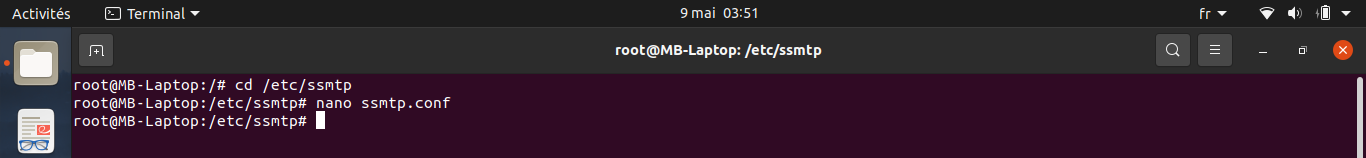 Activités
Terminal
9 mai 03:51
fr
root@MB-Laptop: /etc/ssmtp
root@MB-Laptop:/# cd /etc/ssmtp
root@MB-Laptop:/etc/ssmtp# nano ssmtp.conf
root@MB-Laptop:/etc/ssmtp#